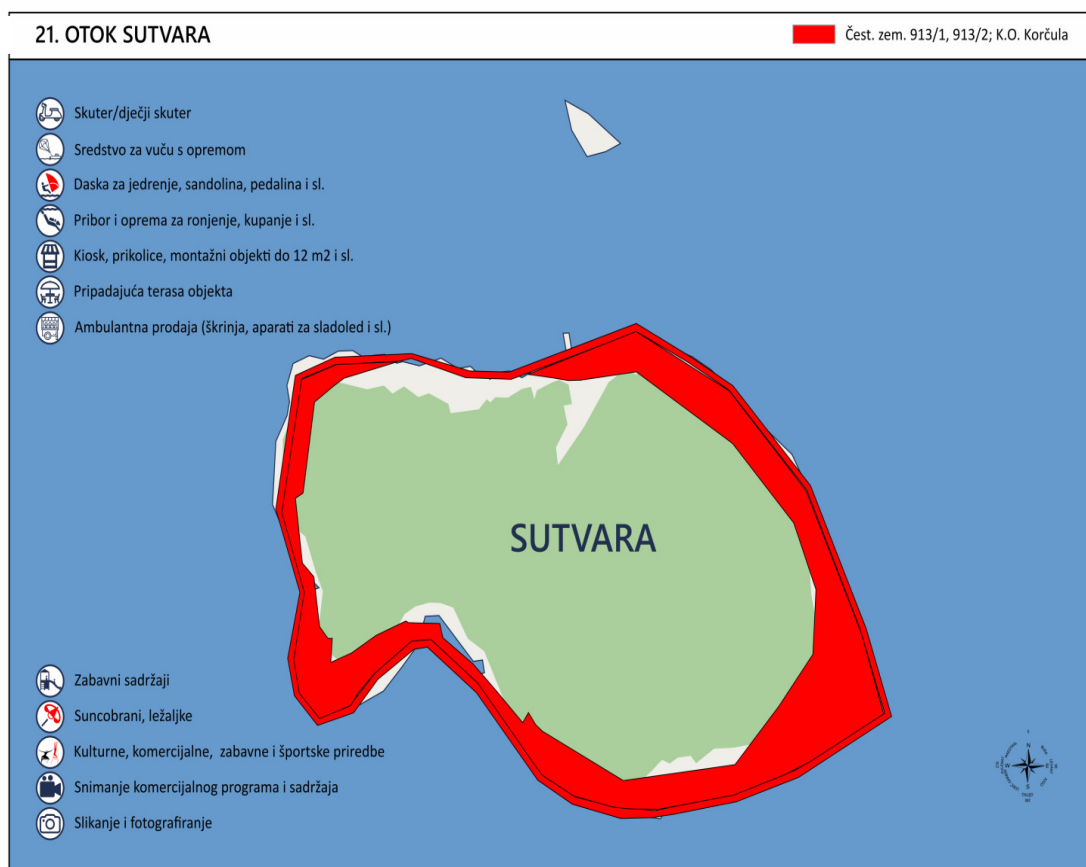 21. OTOK SUTVARA
Čest. zem. 913/1, 913/2; K.O. Korčula
Skuter/dječji skuter
Sredstvo za vuču s opremom
Daska za jedrenje, sandolina, pedalina i sl.
Pribor i oprema za ronjenje, kupanje i sl.
Kiosk, prikolice, montažni objekti do 12 m2 i sl.
Pripadajuća terasa objekta
Ambulantna prodaja (škrinja, aparati za sladoled i sl.)
SUTVARA
Zabavni sadržaji
Suncobrani, ležaljke
Kulturne, komercijalne, zabavne i športske priredbe
Snimanje komercijalnog programa i sadržaja
Slikanje i fotografiranje
N
W E
S